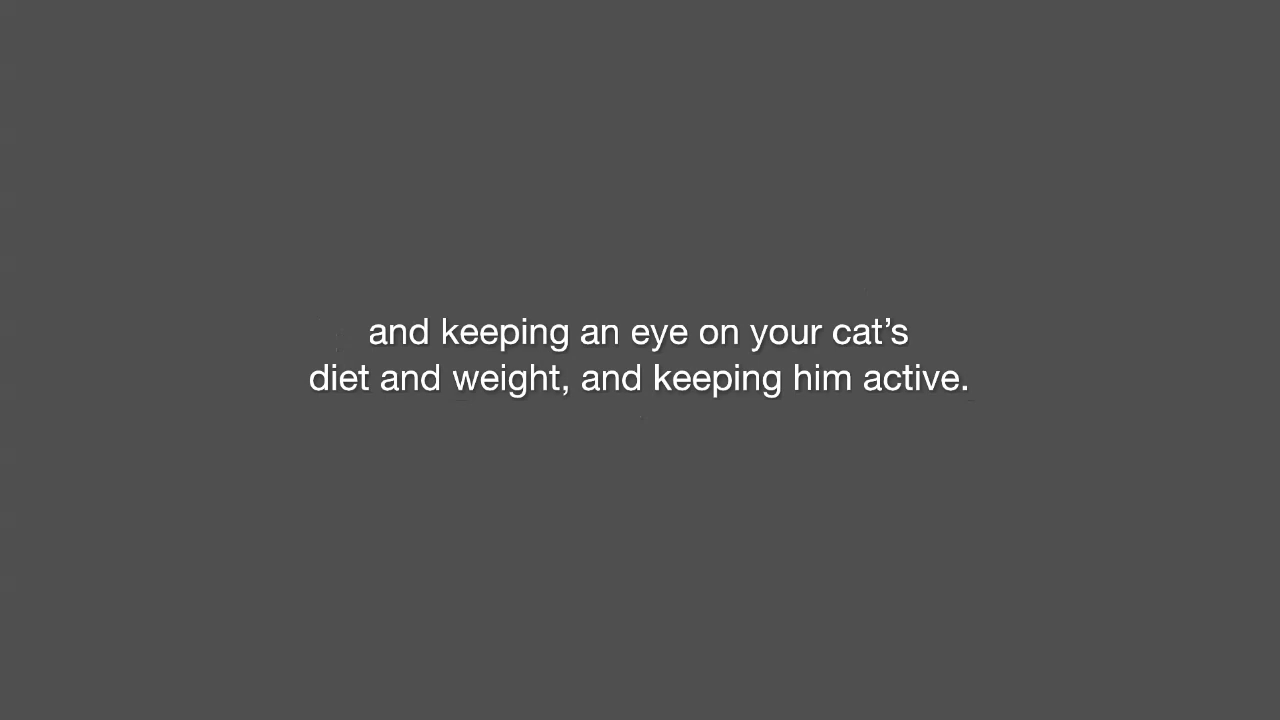 and keeping an eye on your cat’s
diet and weight, and keeping him active.